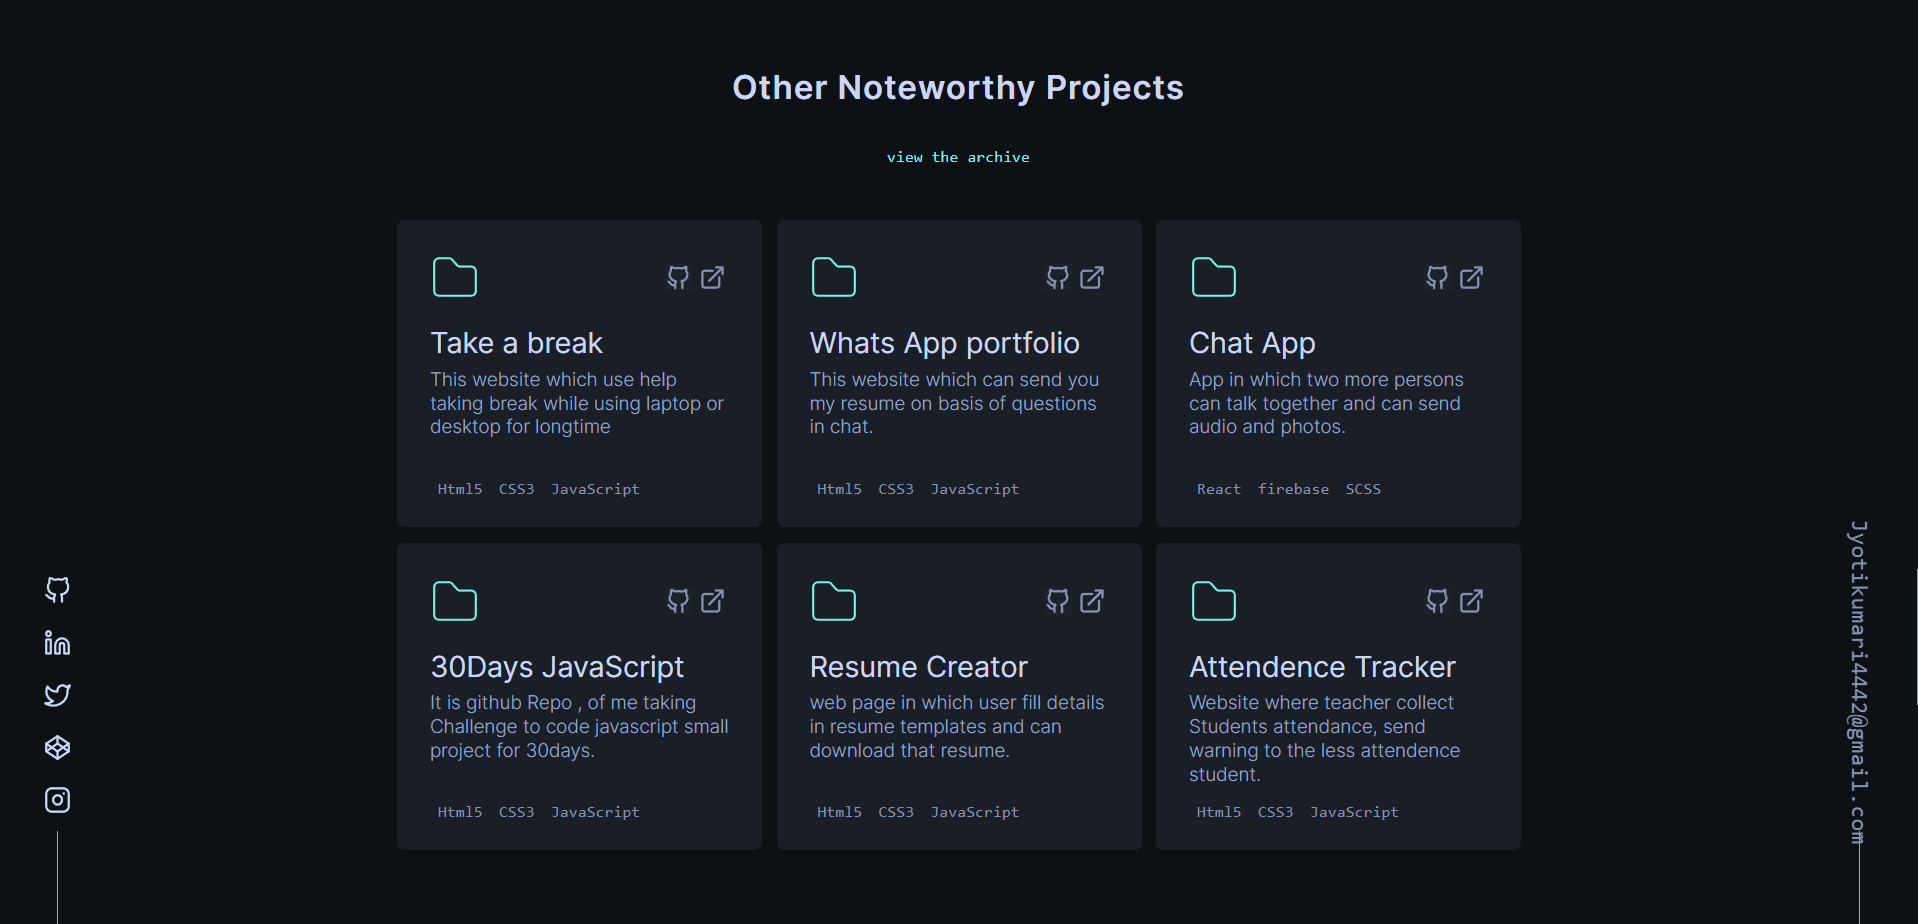 Other Noteworthy Projects
view the archive
Take a break
This website which use help
taking break while using laptop or
desktop for longtime
Html5 CSS3 JavaScript
Whats App portfolio
This website which can send you
my resume on basis of questions
in chat.
Html5 CSS3 JavaScript
Chat App
App in which two more persons
can talk together and can send
audio and photos.
React firebase SCSS
30Days JavaScript
It is github Repo , of me taking
Challenge to code javascript small
project for 30days.
Html5 CSS3 JavaScript
Resume Creator
web page in which user fill details
in resume templates and can
download that resume.
Html5 CSS3 JavaScript
Attendence Tracker
Website where teacher collect
Students attendance, send
warning to the less attendence
student.
Html5 CSS3 JavaScript
Jyotikumari4442@gmail.com